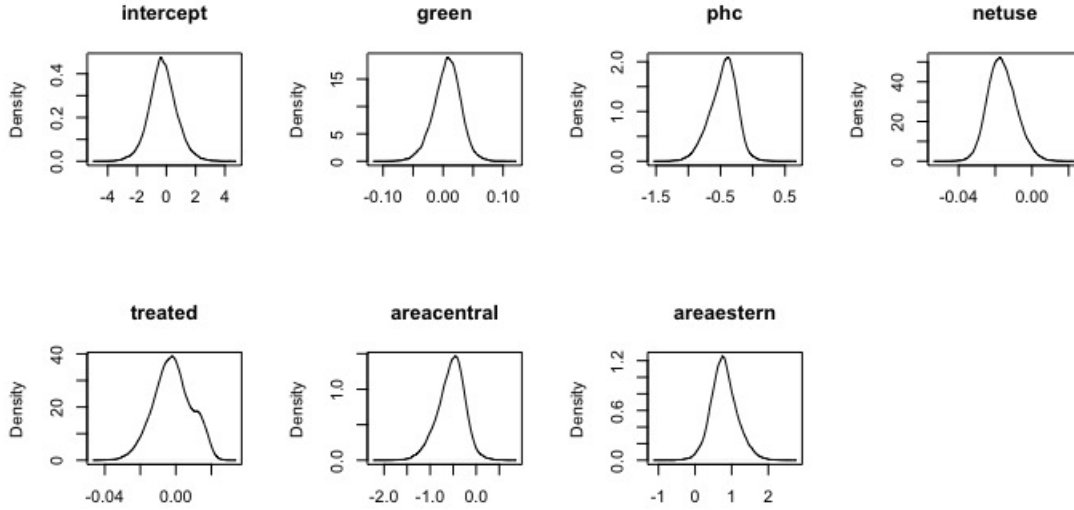 intercept
green
phc
netuse
Density
0.0 0.2 0.4
-4 -2 0 2 4
Density
0 5 15
-0.10 0.00 0.10
Density
0.0 1.0 2.0
-1.5 -0.5 0.5
Density
0 20 40
-0.04 0.00
treated
areacentral
areaestern
Density
0 20 40
-0.04 0.00
Density
0.0 1.0
-2.0 -1.0 0.0
Density
0.0 0.6 1.2
-1 0 1 2